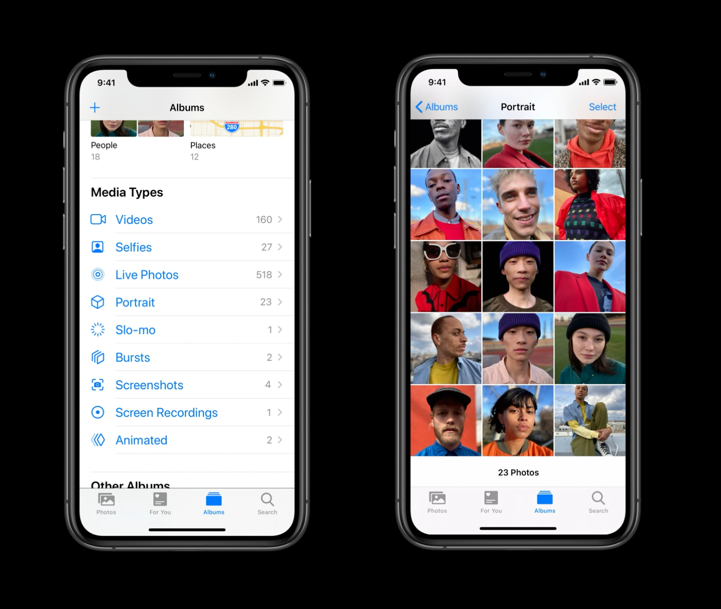 9:41
Albums
280
People
18
Places
12
Media Types
Videos 160
Selfies 27
Live Photos 518
Portrait 23
Slo-mo 1
Bursts 2
Screenshots 4
Screen Recordings 1
Animated 2
Other Albums
Photos For You Albums Search
9:41
Albums Portrait Select
23 Photos
Photos For You Albums Search